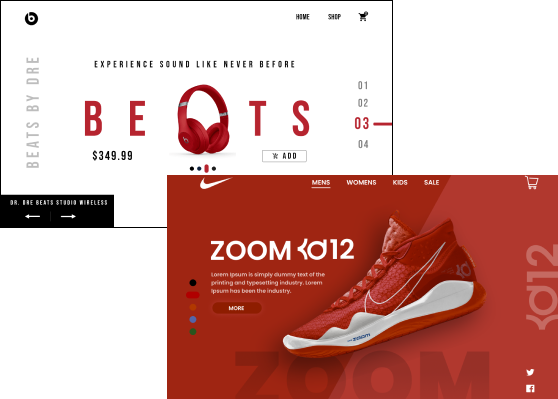 b
HOME SHOP
0
BEATS BY DRE
EXPERIENCE SOUND LIKE NEVER BEFORE
BE TS
01
02
03
04
$349.99
ADD
DR. DRE BEATS STUDIO WIRELESS
MENS WOMENS KIDS SALE
ZOOM KD12
Lorem Ipsum is simply dummy text of the
printing and typesetting industry. Lorem
Ipsum has been the industry.
MORE
zoom
KD12
ZOOM